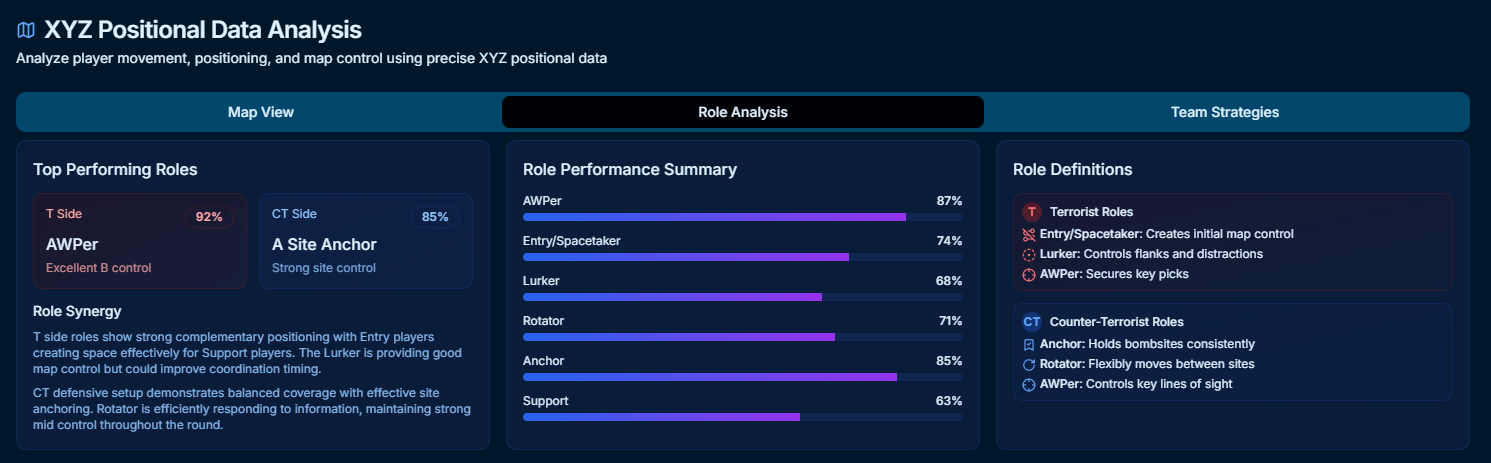 XYZ Positional Data Analysis
Analyze player movement, positioning, and map control using precise XYZ positional data
Map View
Role Analysis
Team Strategies
Top Performing Roles
T Side
92%
AWPer
Excellent B control
CT Side
85%
A Site Anchor
Strong site control
Role Synergy
T side roles show strong complementary positioning with Entry players
creating space effectively for Support players. The Lurker is providing good
map control but could improve coordination timing.
CT defensive setup demonstrates balanced coverage with effective site
anchoring. Rotator is efficiently responding to information, maintaining strong
mid control throughout the round.
Role Performance Summary
AWPer 87%
Entry/Spacetaker 74%
Lurker 68%
Rotator 71%
Anchor 85%
Support 63%
Role Definitions
T Terrorist Roles
Entry/Spacetaker: Creates initial map control
Lurker: Controls flanks and distractions
AWPer: Secures key picks
CT Counter-Terrorist Roles
Anchor: Holds bombsites consistently
Rotator: Flexibly moves between sites
AWPer: Controls key lines of sight